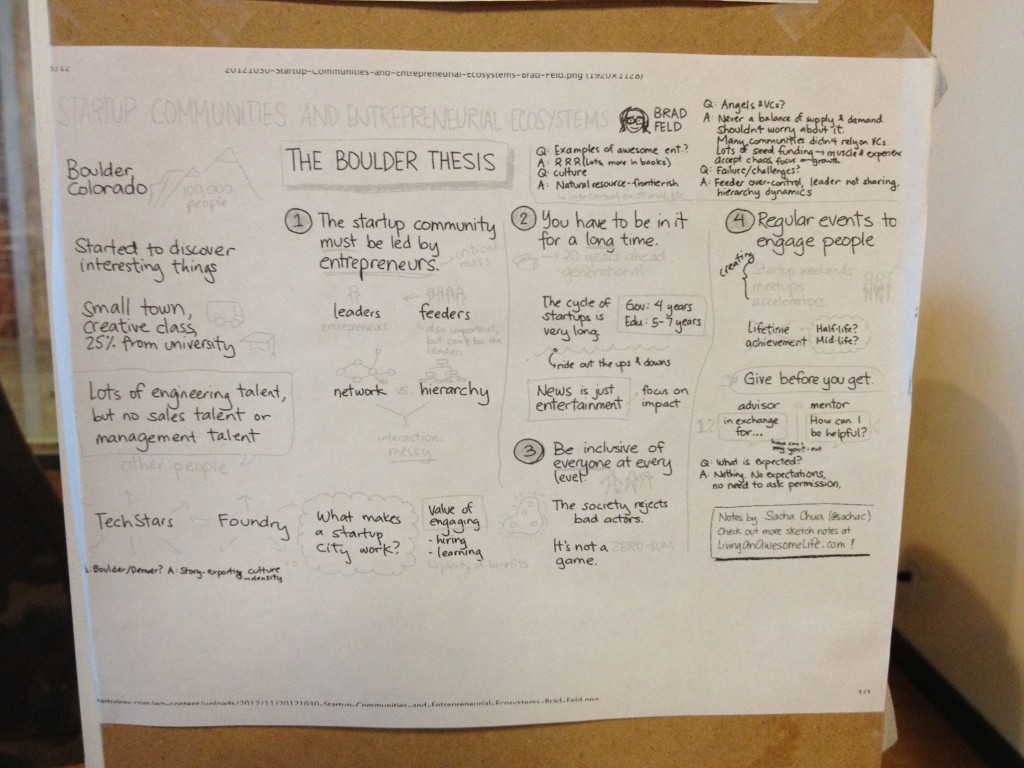 20121030-Startup-Communities-and-Entrepreneurial-Ecosystems-Brad-Feld.png (1920×1128)
STARTUP COMMUNITIES AND ENTREPRENEURIAL ECOSYSTEMS
BRAD
FELD
Boulder,
Colorado
100,000
people
Started to discover
interesting things
Small town,
creative class,
25% from university
Lots of engineering talent,
but no sales talent or
management talent
other people
TechStars
Foundry
Boulder/Denver? A: Story-exporting culture
density
THE BOULDER THESIS
1 The startup community
must be led by
entrepreneurs.
critical
mass
leaders
entrepreneurs
feeders
also important,
but can't be the
leaders
network vs. hierarchy
interaction:
messy
What makes
a startup
city work?
Value of
engaging
- hiring
- learning
plenty of benefits
Q: Examples of awesome ent.?
A: RRR (Lots, more in books)
Q: culture
A: Natural resource-frontierish
intellectual, emotional, etc.
2 You have to be in it
for a long time.
20 years ahead
generational
The cycle of
startups is
very long.
Gov: 4 years
Edu: 5-7 years
ride out the ups & downs
News is just
entertainment
focus on
impact
3 Be inclusive of
everyone at every
level.
The society rejects
bad actors.
It's not a ZERO-SUM
game.
Q: Angels & VCs?
A: Never a balance of supply & demand
Shouldn't worry about it.
Many communities didn't rely on VCs.
Lots of seed funding → muscle & experience
accept chaos, focus on growth
Q: Failure/challenges?
A: Feeder over-control, leader not sharing,
hierarchy dynamics
4 Regular events to
engage people
creating
startup weekends
meetups
accelerators
Lifetime
achievement
Half-life?
Mid-life?
Give before you get.
advisor
in exchange
for...
mentor
How can I
be helpful?
Q: What is expected?
A: Nothing. No expectations,
no need to ask permission.
Notes by Sacha Chua (@sachac)
Check out more sketch notes at
LivingAnAwesomeLife.com!
/wp-content/uploads/2012/11/20121030-Startup-Communities-and-Entrepreneurial-Ecosystems-Brad-Feld.png
1/1